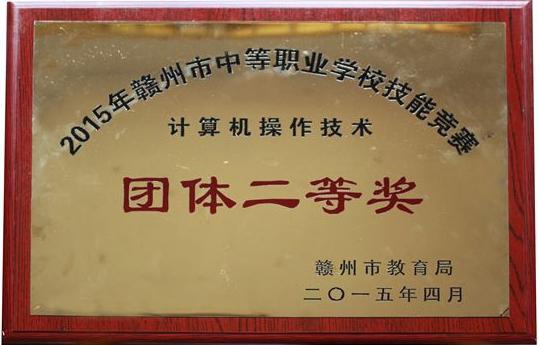 2015年赣州市中等职业学校技能竞赛
计算机操作技术
团体二等奖
赣州市教育局
二〇一五年四月